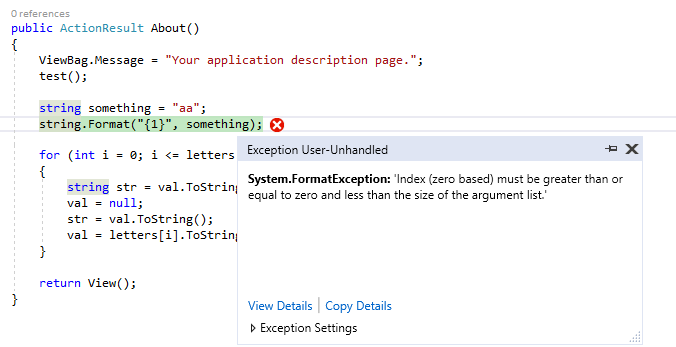 0 references
public ActionResult About()
{
ViewBag.Message = "Your application description page.";
test();
string something = "aa";
string.Format("{1}", something);
for (int i = 0; i <= letters
{
string str = val.ToString
val = null;
str = val.ToString();
val = letters[i].ToString
}
return View();
}
Exception User-Unhandled
System.FormatException: 'Index (zero based) must be greater than or
equal to zero and less than the size of the argument list.'
View Details | Copy Details
Exception Settings